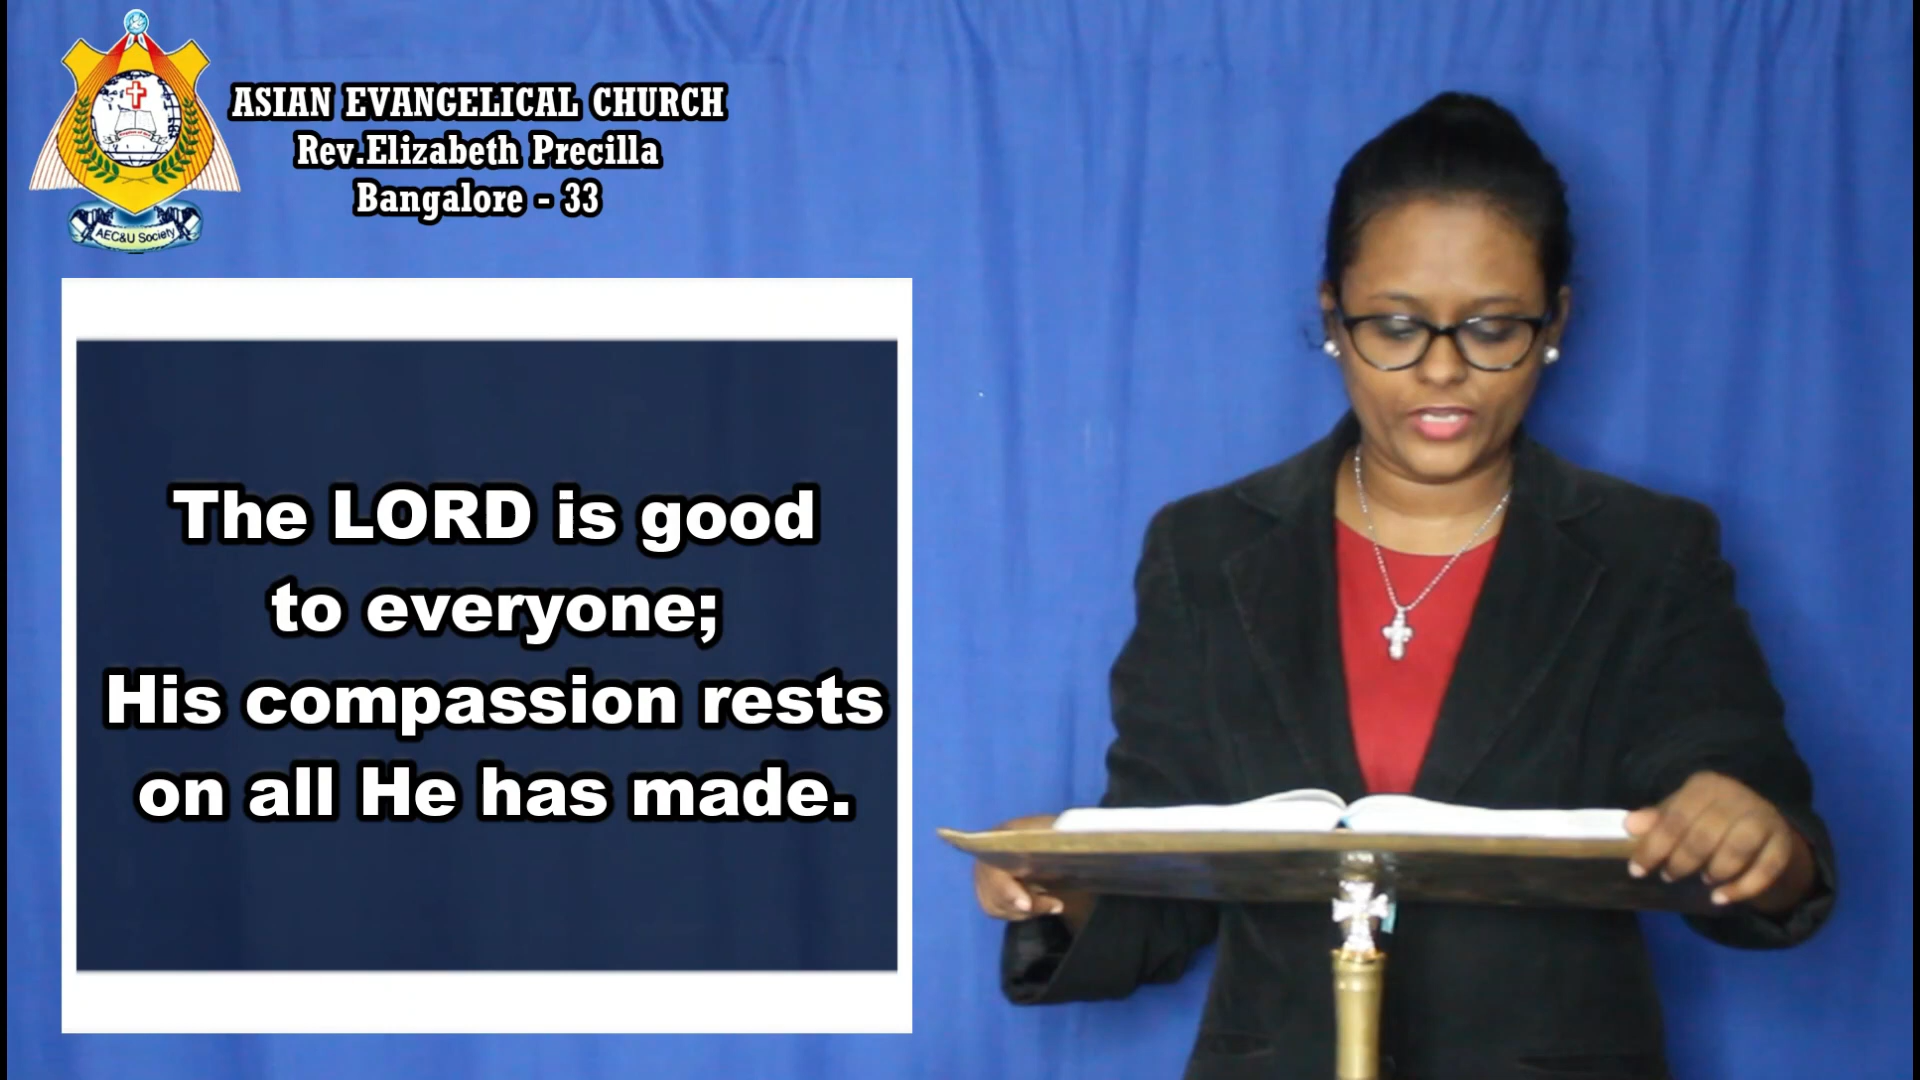 ASIAN EVANGELICAL CHURCH
Rev.Elizabeth Precilla
Bangalore - 33
AEC&U Society
The LORD is good
to everyone;
His compassion rests
on all He has made.